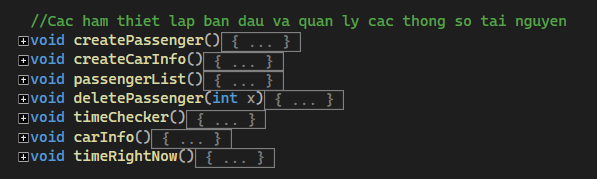 //Cac ham thiet lap ban dau va quan ly cac thong so tai nguyen
void createPassenger(){ ... }
void createCarInfo(){ ... }
void passengerList(){ ... }
void deletePassenger(int x){ ... }
void timeChecker(){ ... }
void carInfo(){ ... }
void timeRightNow(){ ... }